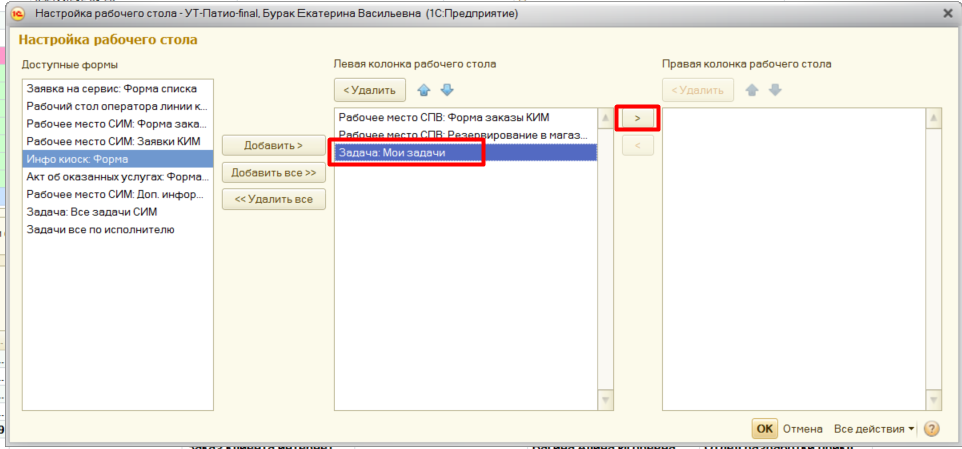 Настройка рабочего стола - УТ-Патио-final, Бурак Екатерина Васильевна (1С:Предприятие)
Настройка рабочего стола
Доступные формы
Заявка на сервис: Форма списка
Рабочий стол оператора линии к...
Рабочее место СИМ: Форма зака...
Рабочее место СИМ: Заявки КИМ
Инфо киоск: Форма
Акт об оказанных услугах: Форма...
Рабочее место СИМ: Доп. инфор...
Задача: Все задачи СИМ
Задачи все по исполнителю
Добавить >
Добавить все >>
<< Удалить все
Левая колонка рабочего стола
< Удалить
Рабочее место СПВ: Форма заказы КИМ
Рабочее место СПВ: Резервирование в магаз...
Задача: Мои задачи
>
<
Правая колонка рабочего стола
< Удалить
OK Отмена Все действия ?